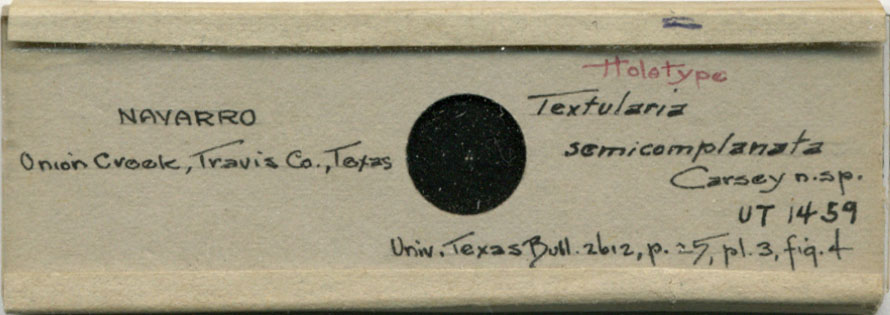 NAVARRO
Onion Creek, Travis Co., Texas
Holotype
Textularia
semicomplanata
Carsey n.sp.
UT 1459
Univ. Texas Bull. 2612, p. 25, pl. 3, fig. 4